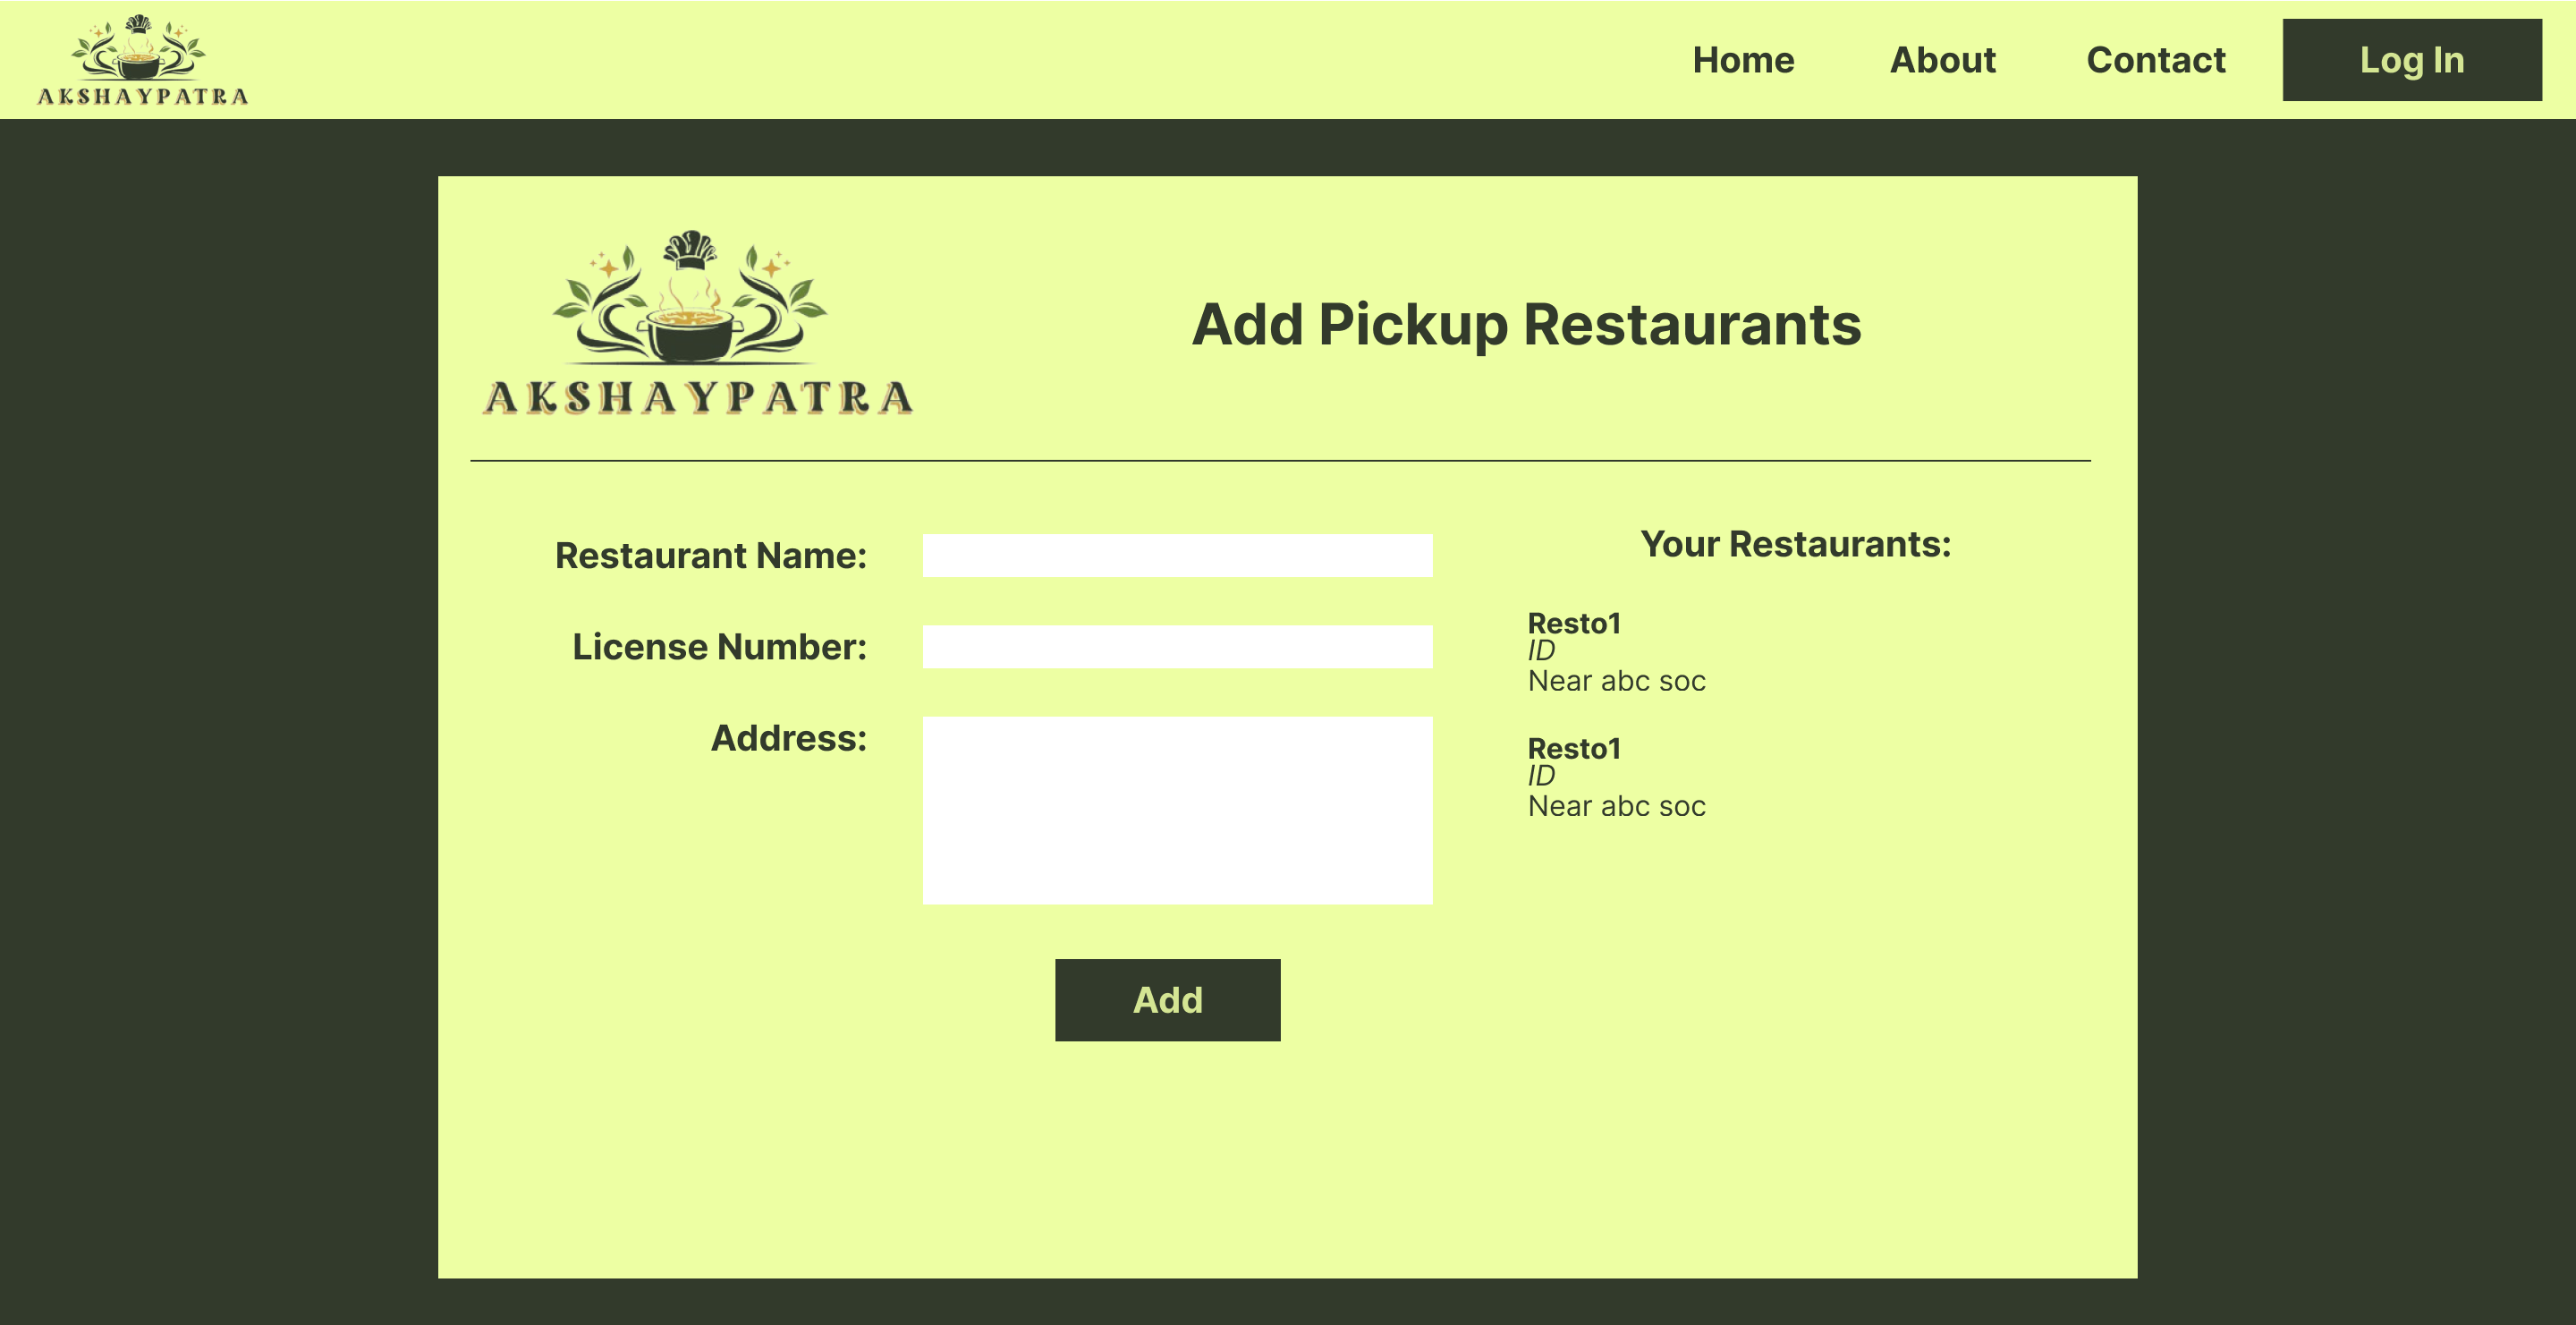 AKSHAYPATRA
Home About Contact Log In
AKSHAYPATRA
Add Pickup Restaurants
Restaurant Name:
License Number:
Address:
Add
Your Restaurants:
Resto1
ID
Near abc soc
Resto1
ID
Near abc soc